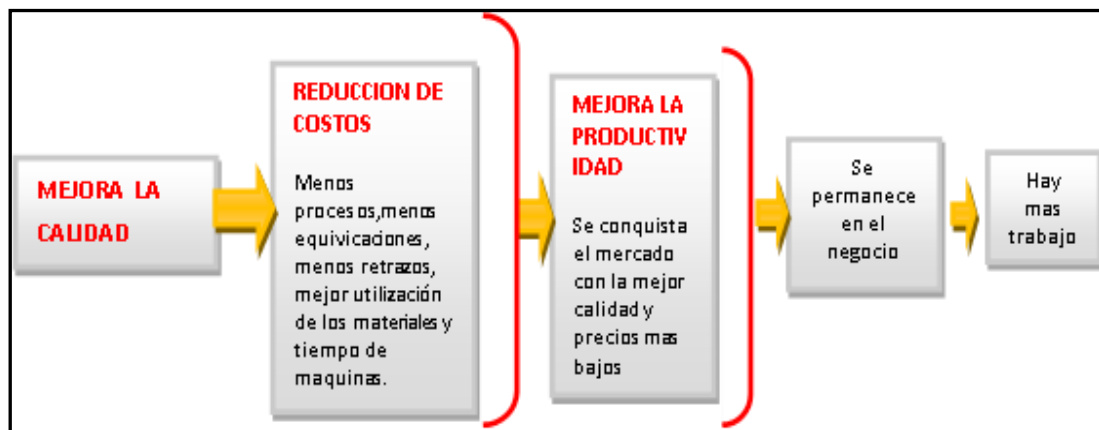 MEJORA LA
CALIDAD
REDUCCION DE
COSTOS
Menos
procesos,menos
equivicaciones,
menos retrazos,
mejor utilización
de los materiales y
tiempo de
maquinas.
MEJORA LA
PRODUCTIV
IDAD
Se conquista
el mercado
con la mejor
calidad y
precios mas
bajos
Se
permanece
en el
negocio
Hay
mas
trabajo